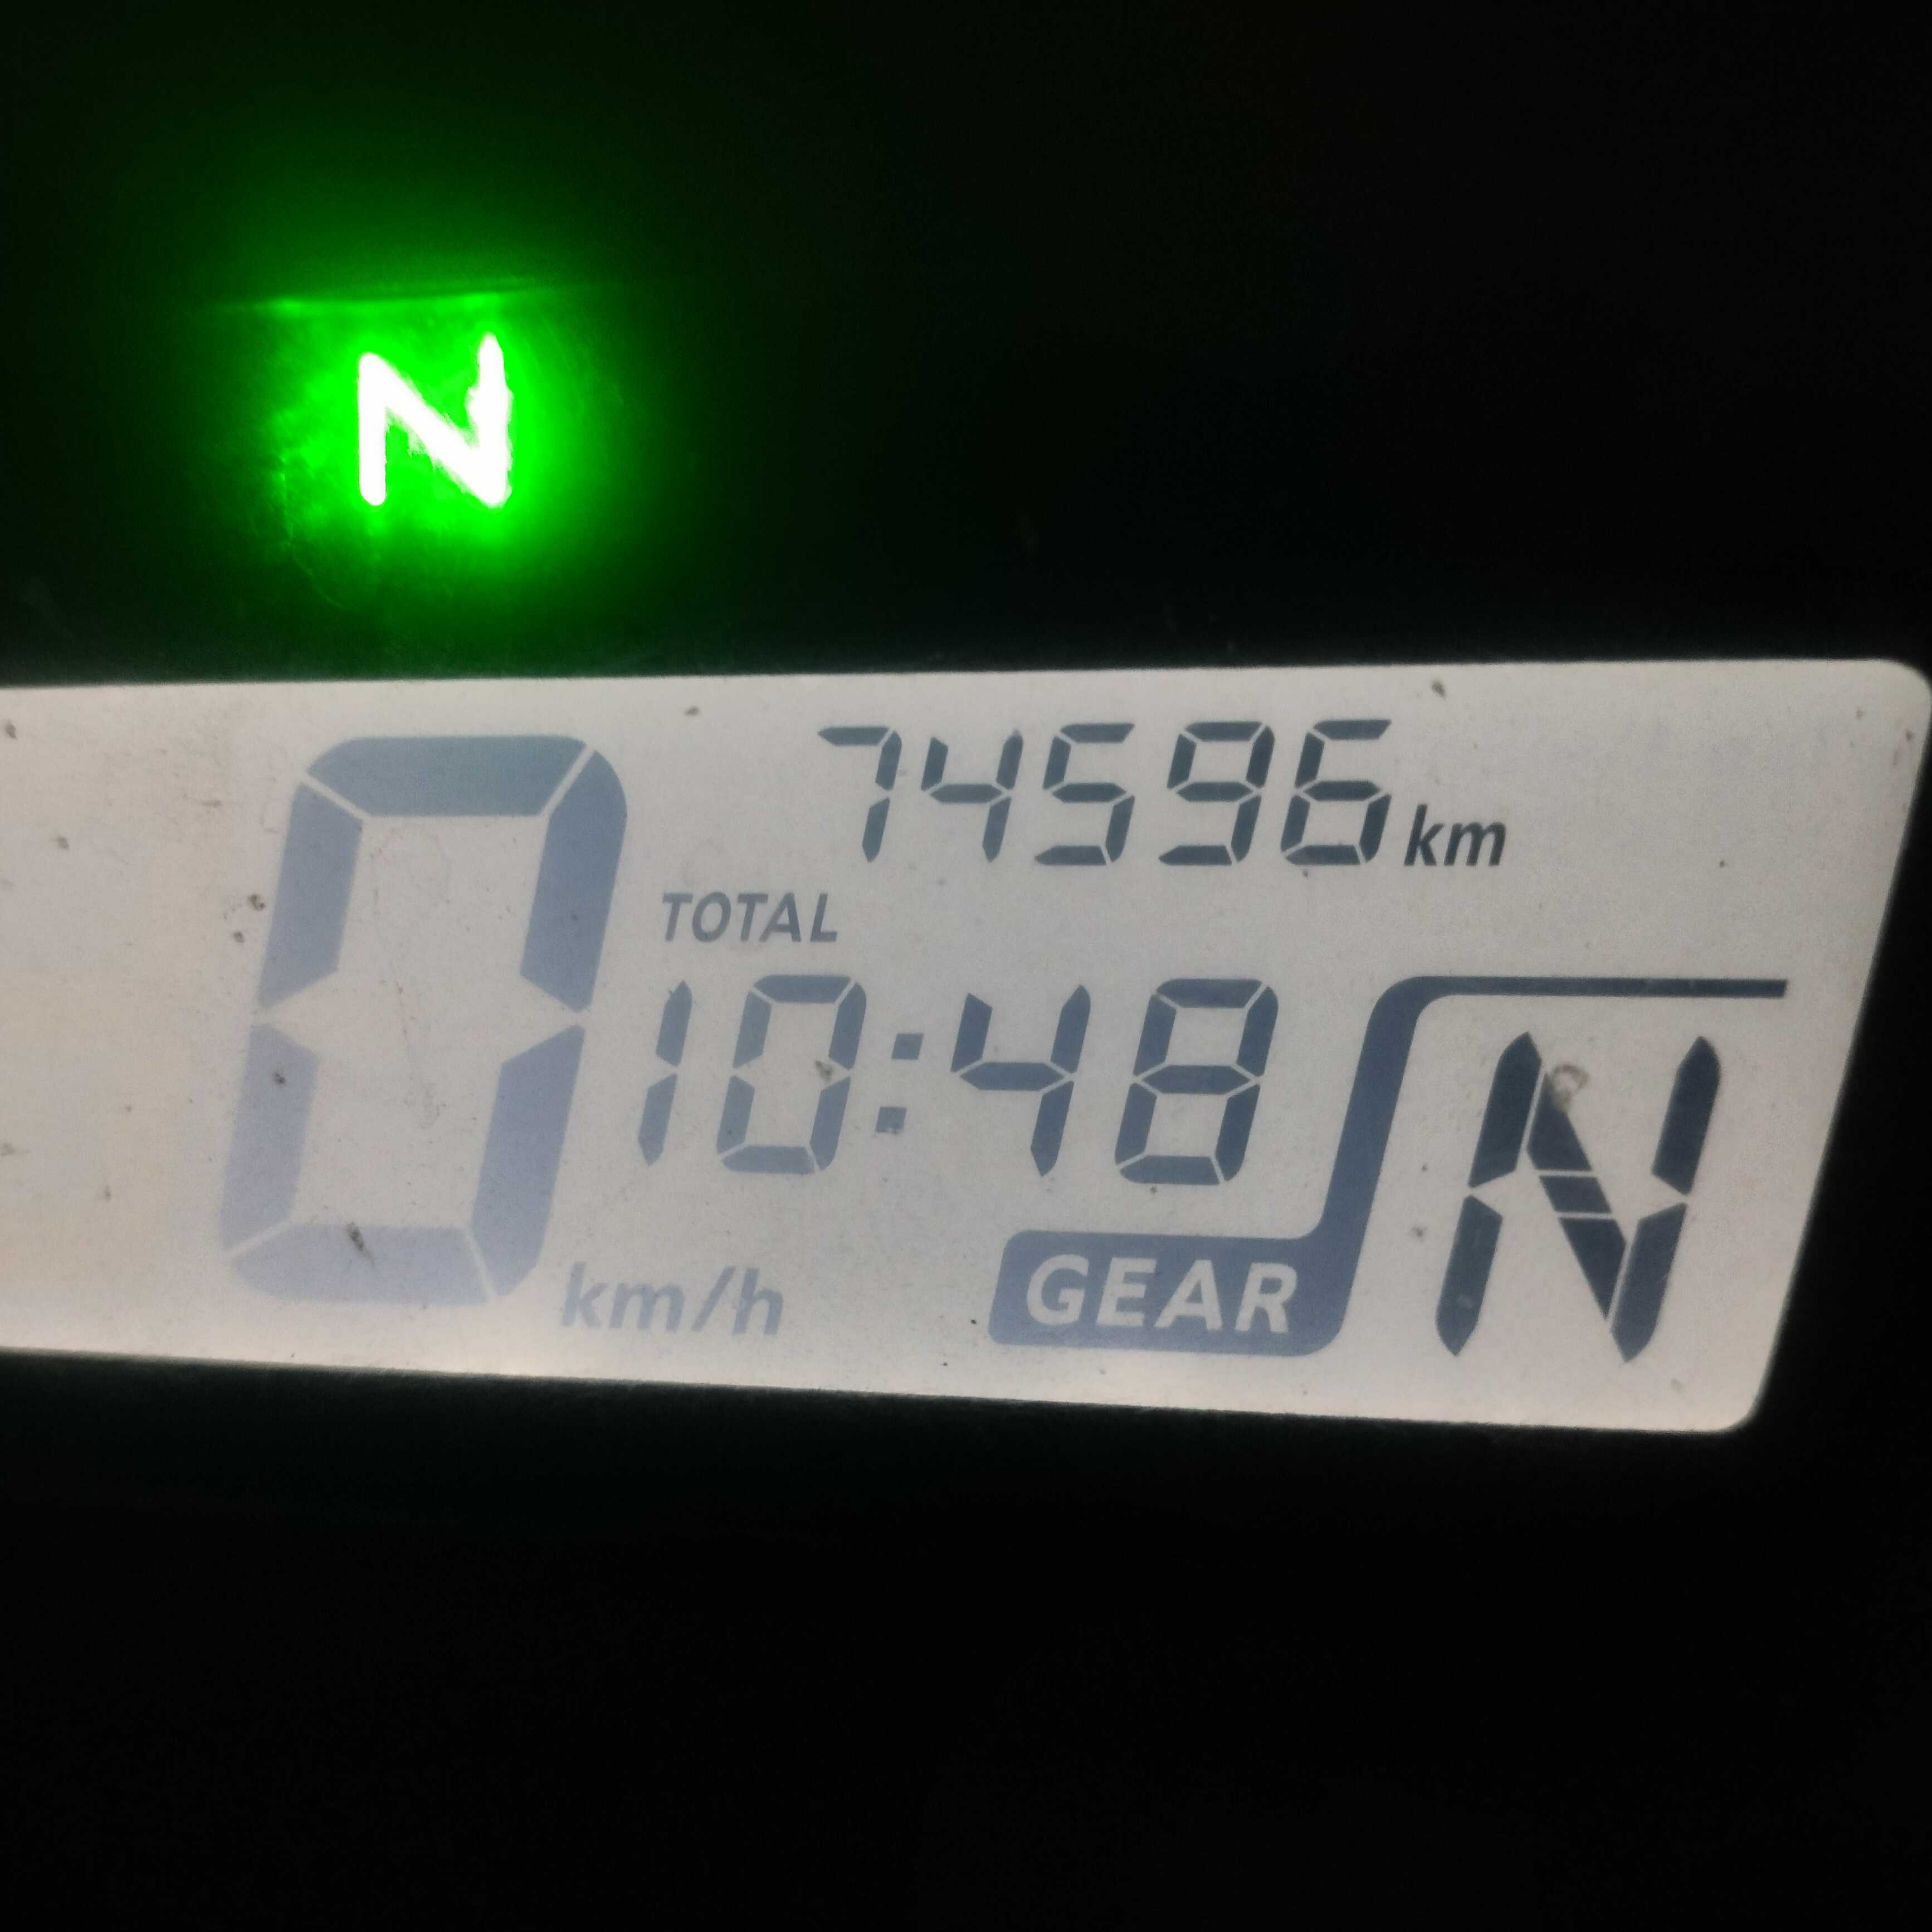 N
74596 km
TOTAL
0 km/h
10:48
GEAR N